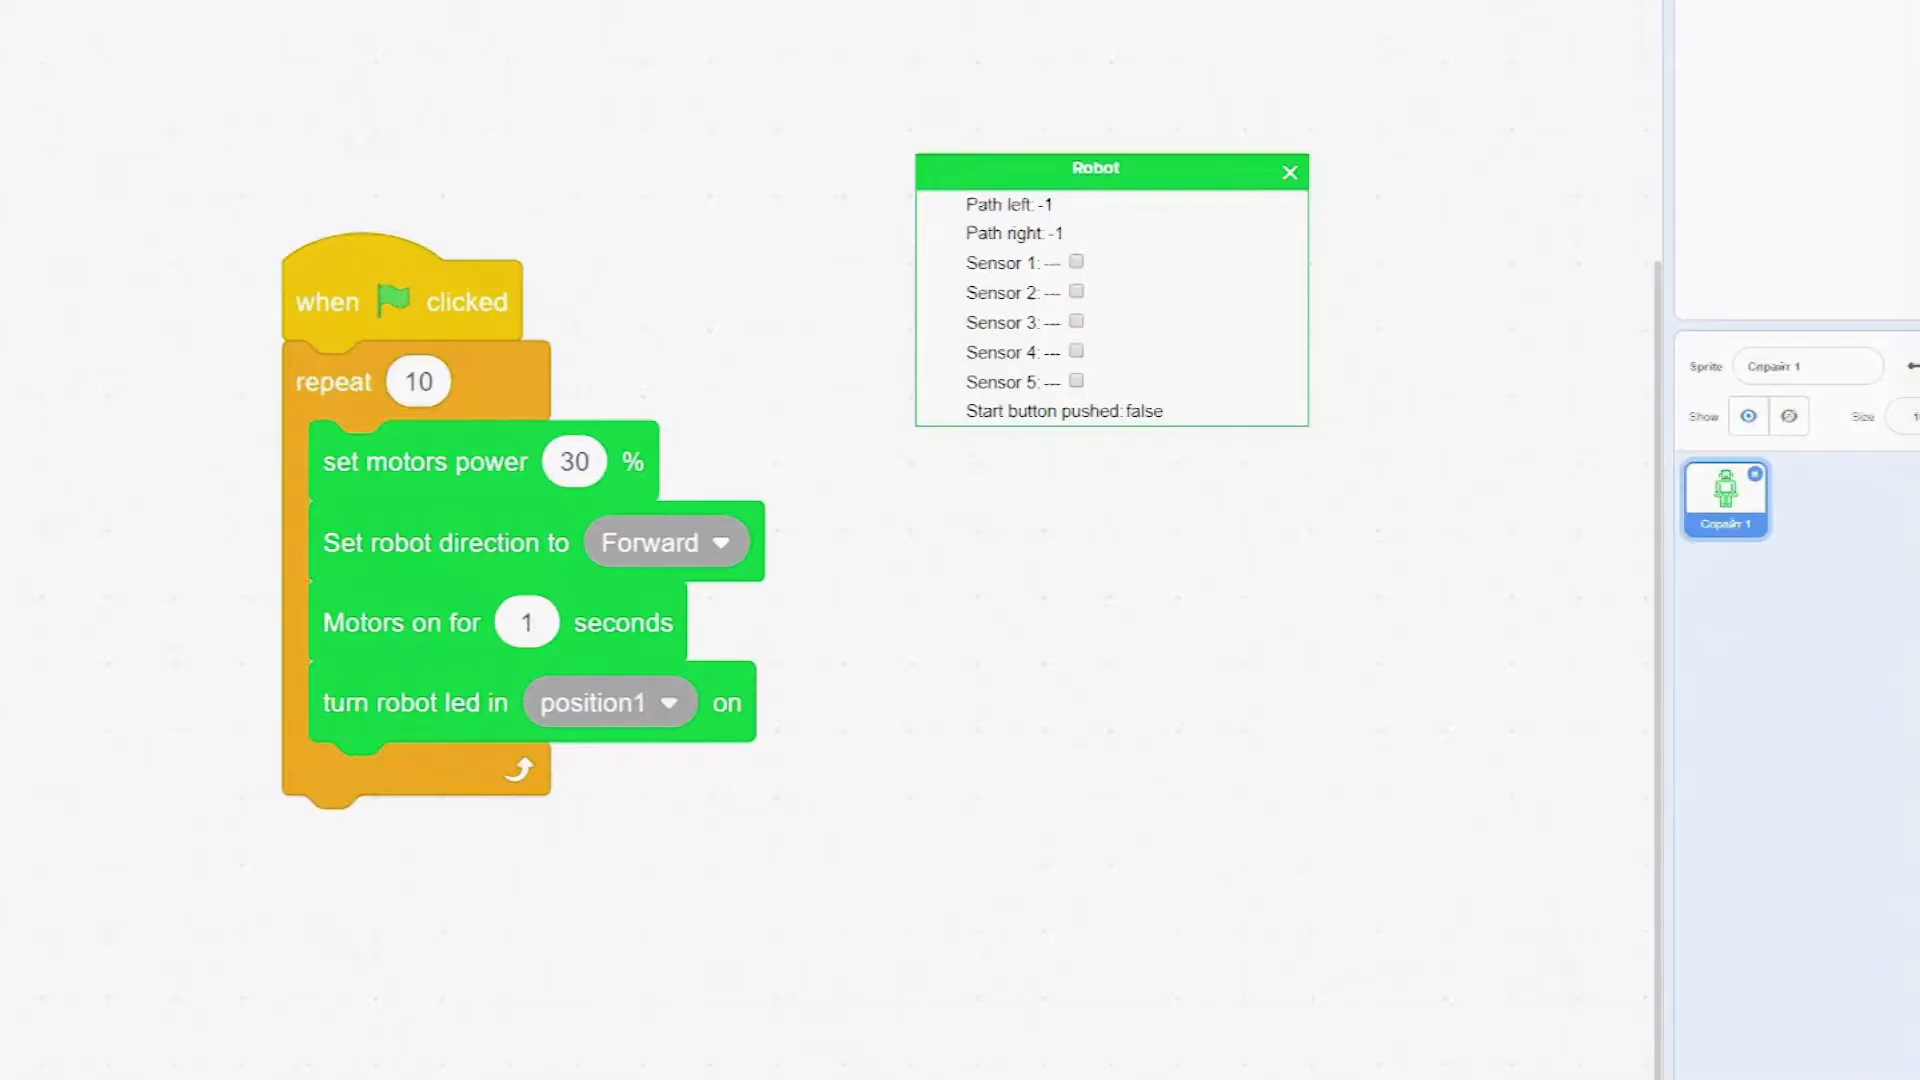 when clicked
repeat 10
set motors power 30 %
Set robot direction to Forward
Motors on for 1 seconds
turn robot led in position1 on
Robot
Path left: -1
Path right: -1
Sensor 1: ---
Sensor 2: ---
Sensor 3: ---
Sensor 4: ---
Sensor 5: ---
Start button pushed: false
Sprite Спрайт 1
Show Size
Спрайт 1